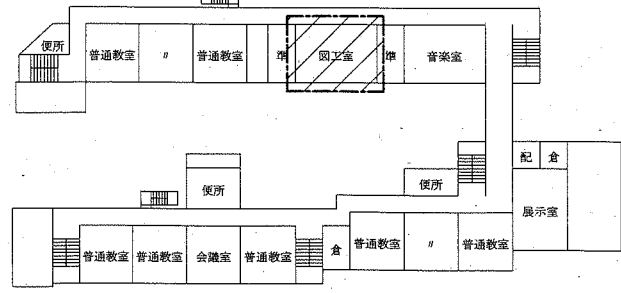 便所 普通教室 〃 普通教室 準 図工室 準 音楽室
配 倉
便所 便所
展示室
普通教室 普通教室 会議室 普通教室 倉 普通教室 〃 普通教室